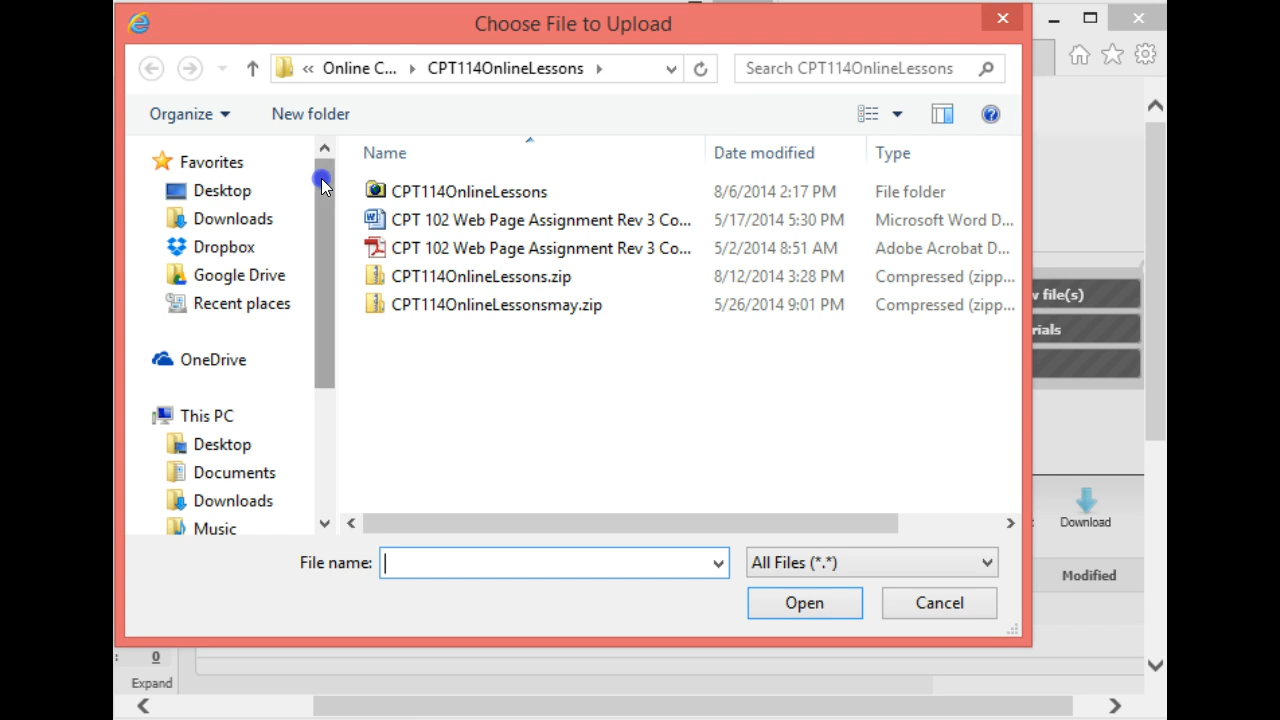 Choose File to Upload
« Online C... CPT114OnlineLessons
Search CPT114OnlineLessons
Organize New folder
Name Date modified Type
Favorites
Desktop
Downloads
Dropbox
Google Drive
Recent places
OneDrive
This PC
Desktop
Documents
Downloads
Music
CPT114OnlineLessons 8/6/2014 2:17 PM File folder
CPT 102 Web Page Assignment Rev 3 Co... 5/17/2014 5:30 PM Microsoft Word D...
CPT 102 Web Page Assignment Rev 3 Co... 5/2/2014 8:51 AM Adobe Acrobat D...
CPT114OnlineLessons.zip 8/12/2014 3:28 PM Compressed (zipp...
CPT114OnlineLessonsmay.zip 5/26/2014 9:01 PM Compressed (zipp...
File name:
All Files (*.*)
Open Cancel
file(s)
rials
Download
Modified
0
Expand